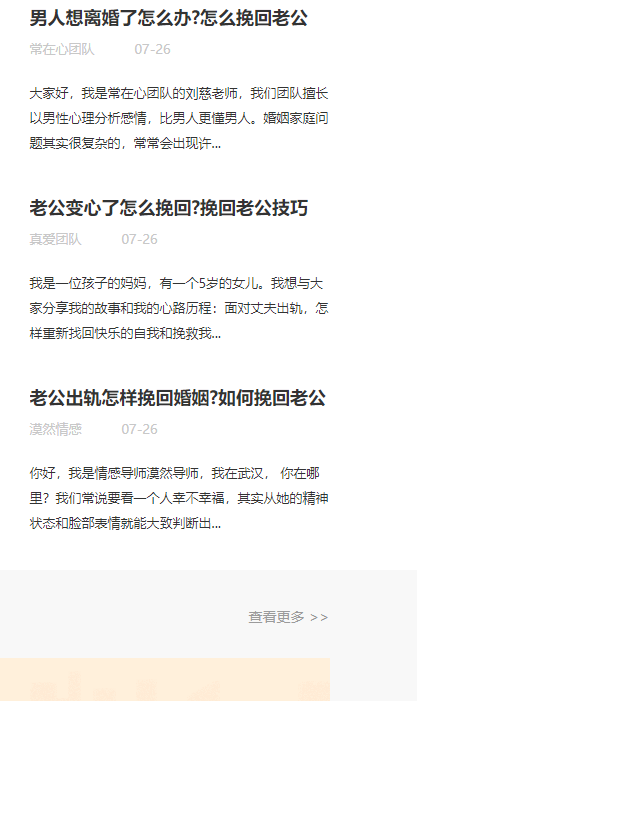 男人想离婚了怎么办?怎么挽回老公
常在心团队 07-26
大家好，我是常在心团队的刘慈老师，我们团队擅长
以男性心理分析感情，比男人更懂男人。婚姻家庭问
题其实很复杂的，常常会出现许...
老公变心了怎么挽回?挽回老公技巧
真爱团队 07-26
我是一位孩子的妈妈，有一个5岁的女儿。我想与大
家分享我的故事和我的心路历程：面对丈夫出轨，怎
样重新找回快乐的自我和挽救我...
老公出轨怎样挽回婚姻?如何挽回老公
漠然情感 07-26
你好，我是情感导师漠然导师，我在武汉， 你在哪
里？我们常说要看一个人幸不幸福，其实从她的精神
状态和脸部表情就能大致判断出...
查看更多 >>